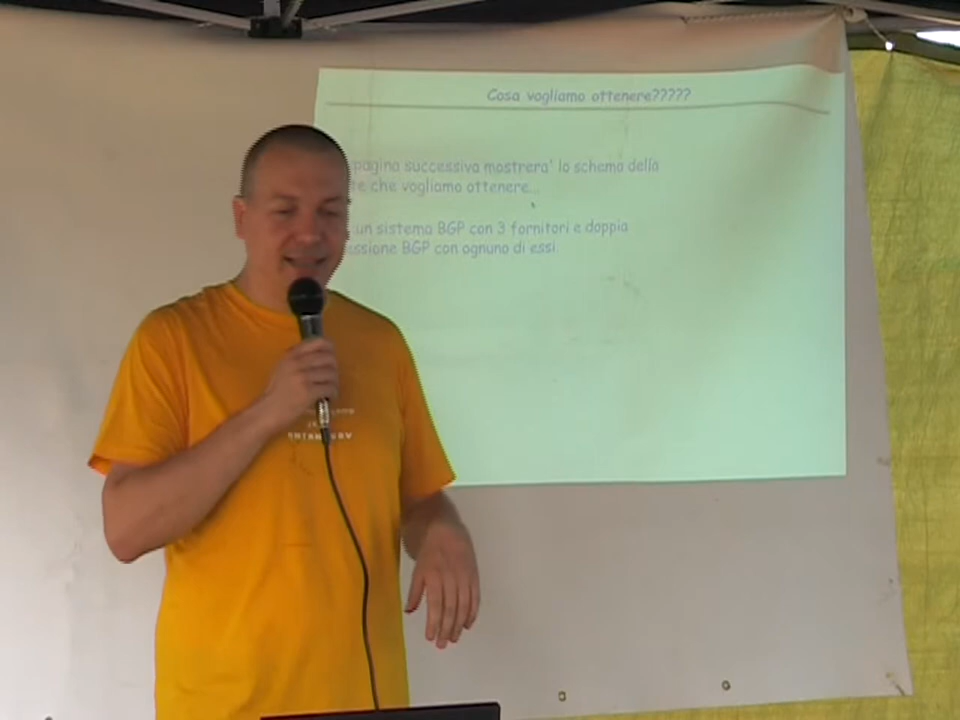 Cosa vogliamo ottenere?????
pagina successiva mostrera' lo schema della
che vogliamo ottenere...
un sistema BGP con 3 fornitori e doppia
BGP con ognuno di essi.